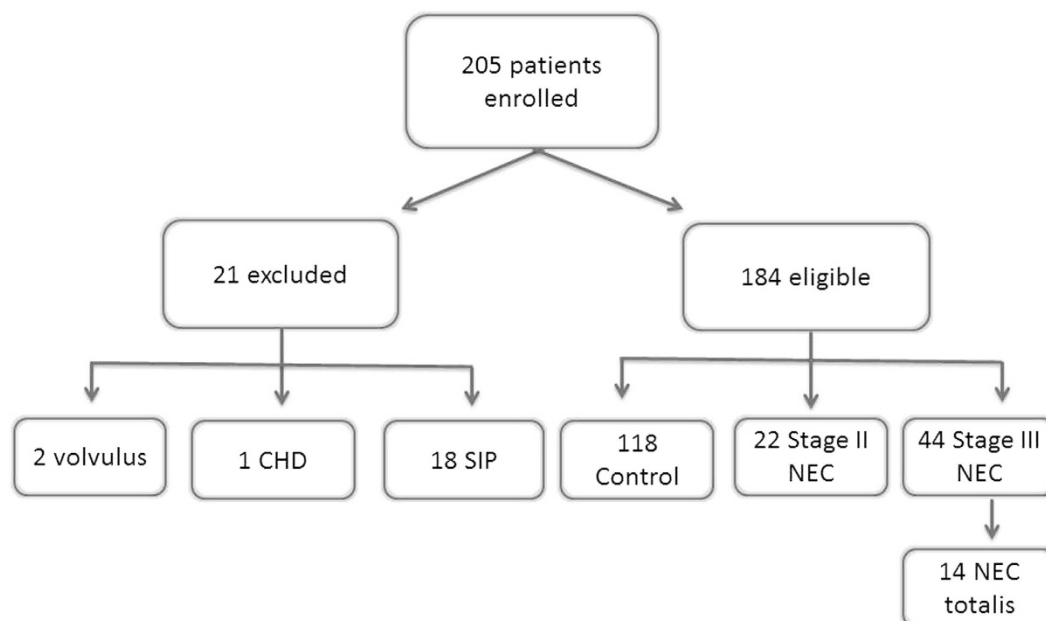 205 patients
enrolled
21 excluded
184 eligible
2 volvulus
1 CHD
18 SIP
118
Control
22 Stage II
NEC
44 Stage III
NEC
14 NEC
totalis